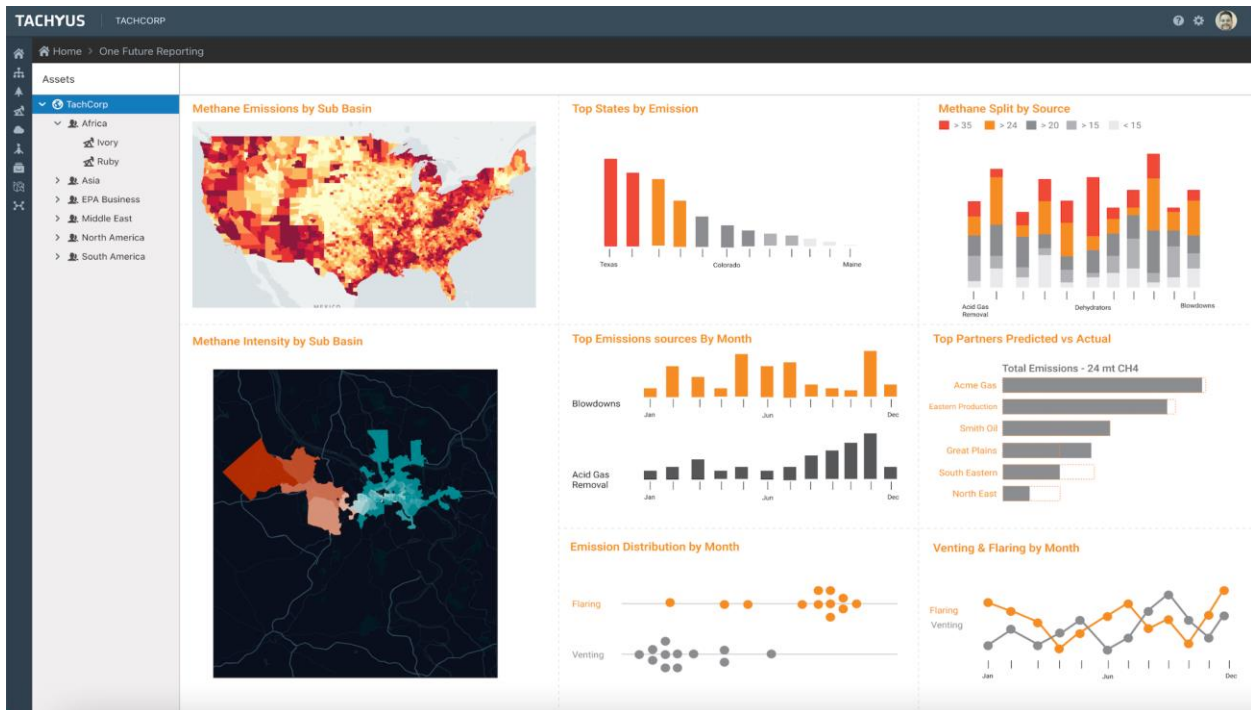 TACHYUS
TACHCORP
Home > One Future Reporting
Assets
TachCorp
Africa
Ivory
Ruby
Asia
EPA Business
Middle East
North America
South America
Methane Emissions by Sub Basin
MEXICO
Top States by Emission
Texas
Colorado
Maine
Methane Split by Source
> 35
> 24
> 20
> 15
< 15
Acid Gas
Removal
Dehydrators
Blowdowns
Methane Intensity by Sub Basin
Top Emissions sources By Month
Blowdowns
Jan
Jun
Dec
Acid Gas
Removal
Jan
Jun
Dec
Top Partners Predicted vs Actual
Total Emissions - 24 mt CH4
Acme Gas
Eastern Production
Smith Oil
Great Plains
South Eastern
North East
Emission Distribution by Month
Flaring
Venting
Venting & Flaring by Month
Flaring
Venting
Jan
Jun
Dec